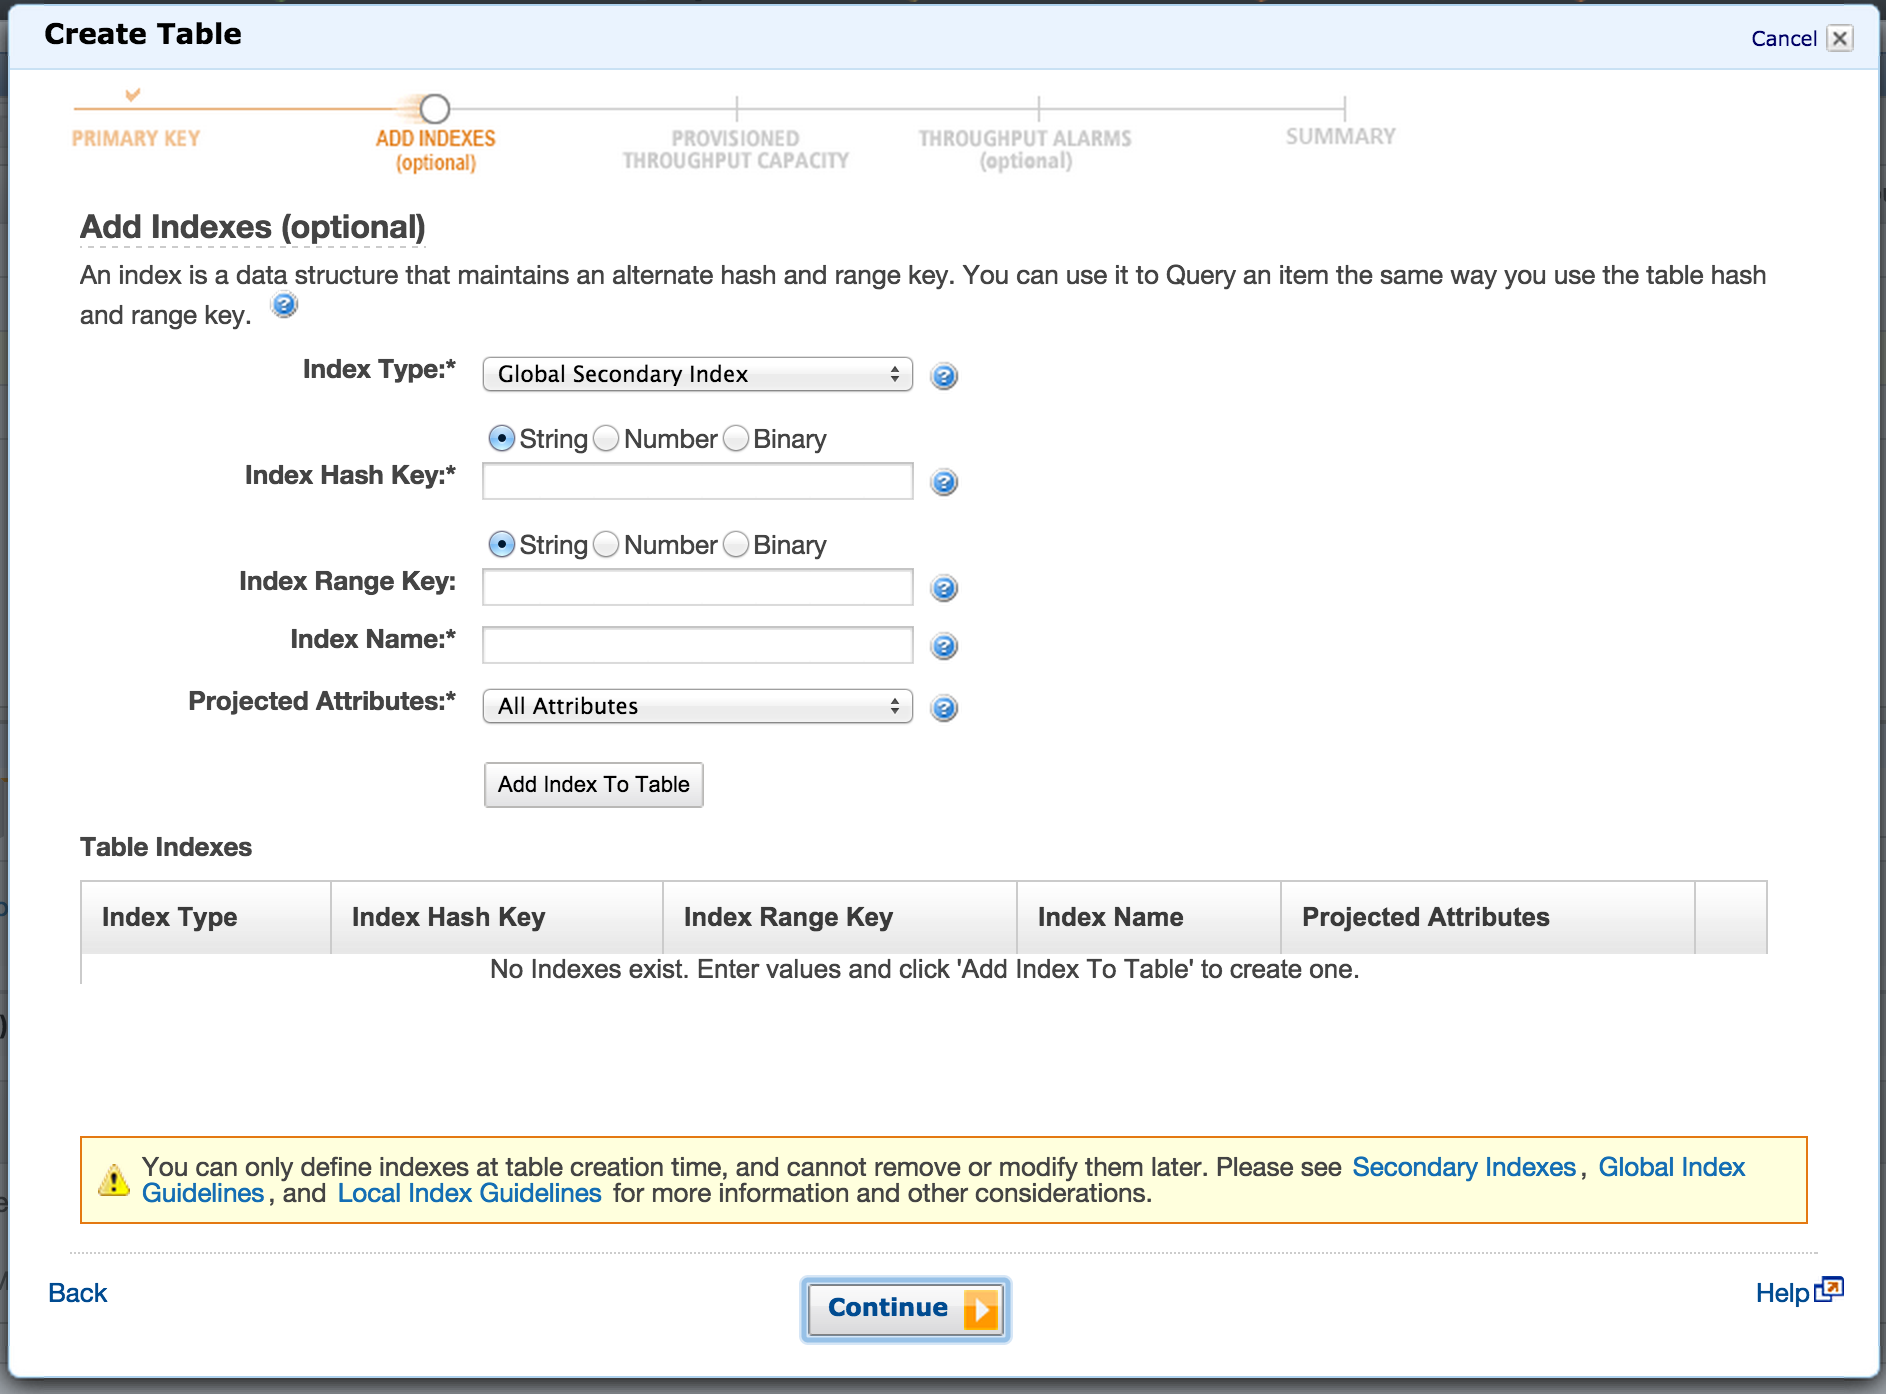 Create Table
Cancel
PRIMARY KEY
ADD INDEXES
(optional)
PROVISIONED
THROUGHPUT CAPACITY
THROUGHPUT ALARMS
(optional)
SUMMARY
Add Indexes (optional)
An index is a data structure that maintains an alternate hash and range key. You can use it to Query an item the same way you use the table hash
and range key.
Index Type:*
Global Secondary Index
String Number Binary
Index Hash Key:*
String Number Binary
Index Range Key:
Index Name:*
Projected Attributes:*
All Attributes
Add Index To Table
Table Indexes
Index Type Index Hash Key Index Range Key Index Name Projected Attributes
No Indexes exist. Enter values and click 'Add Index To Table' to create one.
You can only define indexes at table creation time, and cannot remove or modify them later. Please see Secondary Indexes, Global Index
Guidelines, and Local Index Guidelines for more information and other considerations.
Back
Continue
Help